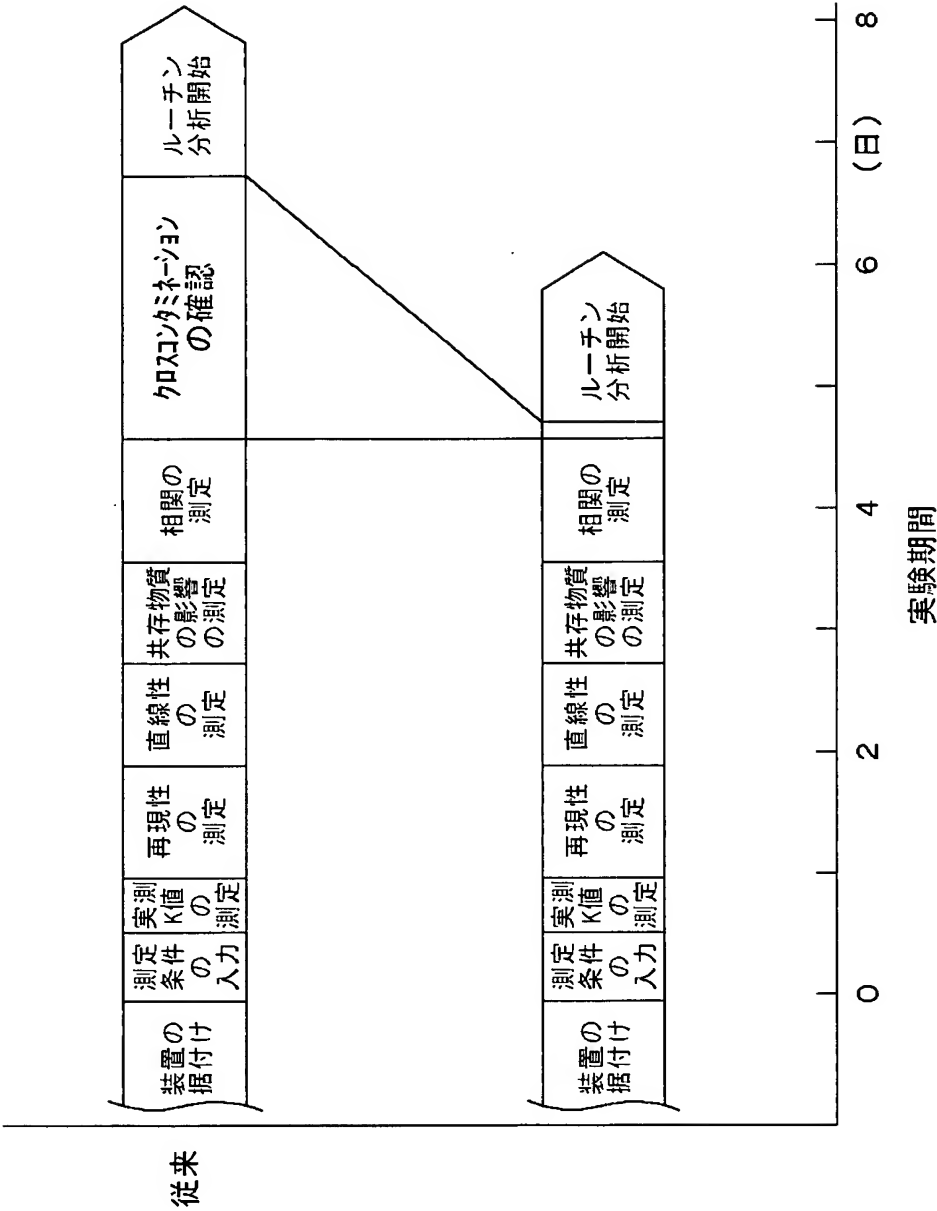 従来
装置の
据付け
測定
条件
の
入力
実測
K値
の
測定
再現性
の
測定
直線性
の
測定
共存物質
の影響
の測定
相関の
測定
クロスコンタミネーション
の確認
ルーチン
分析開始
装置の
据付け
測定
条件
の
入力
実測
K値
の
測定
再現性
の
測定
直線性
の
測定
共存物質
の影響
の測定
相関の
測定
ルーチン
分析開始
0
2
4
6
(日)
8
実験期間